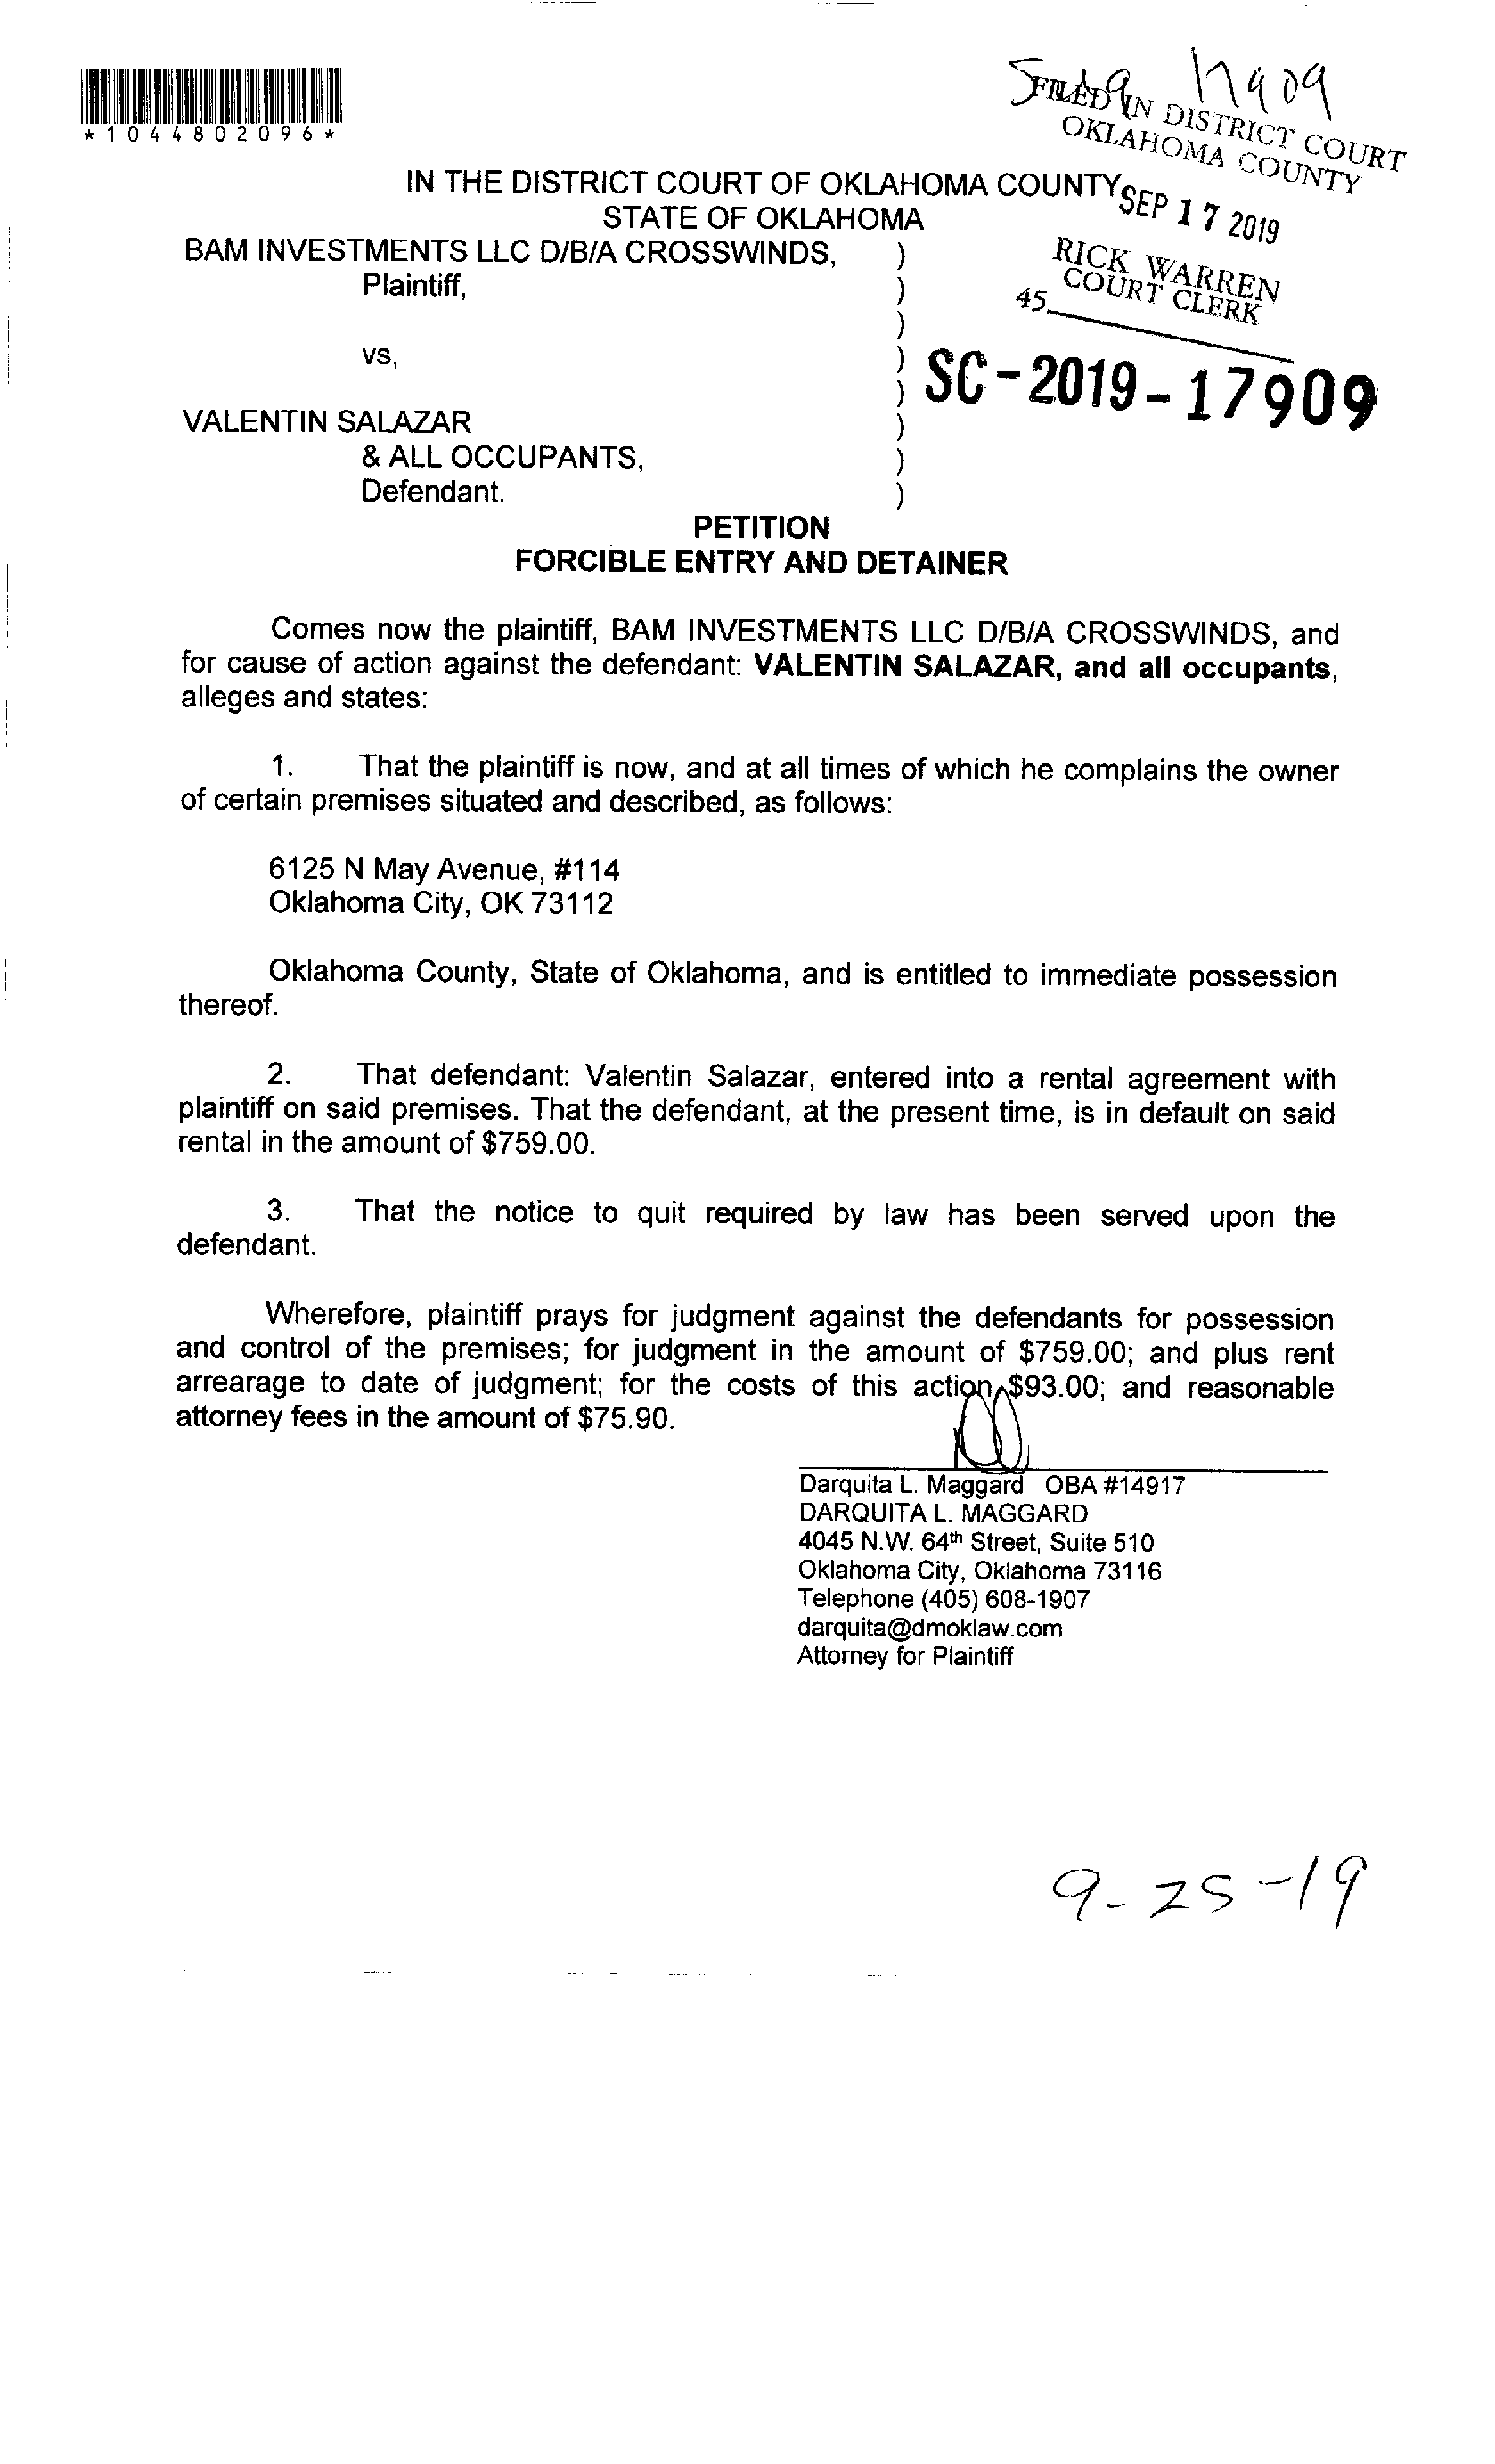 *1044802096*
17909
FILED IN DISTRICT COURT
OKLAHOMA COUNTY
IN THE DISTRICT COURT OF OKLAHOMA COUNTY
SEP 17 2019
STATE OF OKLAHOMA
BAM INVESTMENTS LLC D/B/A CROSSWINDS, )
RICK WARREN
COURT CLERK
Plaintiff, )
45
)
vs, )
SC-2019-17909
)
VALENTIN SALAZAR )
& ALL OCCUPANTS, )
Defendant. )
PETITION
FORCIBLE ENTRY AND DETAINER
Comes now the plaintiff, BAM INVESTMENTS LLC D/B/A CROSSWINDS, and
for cause of action against the defendant: VALENTIN SALAZAR, and all occupants,
alleges and states:
1. That the plaintiff is now, and at all times of which he complains the owner
of certain premises situated and described, as follows:
6125 N May Avenue, #114
Oklahoma City, OK 73112
Oklahoma County, State of Oklahoma, and is entitled to immediate possession
thereof.
2. That defendant: Valentin Salazar, entered into a rental agreement with
plaintiff on said premises. That the defendant, at the present time, is in default on said
rental in the amount of $759.00.
3. That the notice to quit required by law has been served upon the
defendant.
Wherefore, plaintiff prays for judgment against the defendants for possession
and control of the premises; for judgment in the amount of $759.00; and plus rent
arrearage to date of judgment; for the costs of this action $93.00; and reasonable
attorney fees in the amount of $75.90.
Darquita L. Maggard OBA #14917
DARQUITA L. MAGGARD
4045 N.W. 64th Street, Suite 510
Oklahoma City, Oklahoma 73116
Telephone (405) 608-1907
darquita@dmoklaw.com
Attorney for Plaintiff
9-25-19